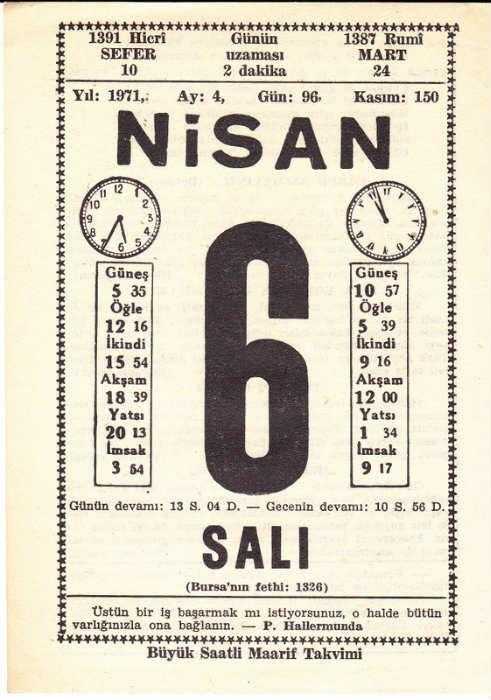 1391 Hicrî Günün 1387 Rumî
SEFER uzaması MART
10 2 dakika 24
Yıl: 1971, Ay: 4, Gün: 96, Kasım: 150
NiSAN
6
Güneş
5 35
Öğle
12 16
İkindi
15 54
Akşam
18 39
Yatsı
20 13
İmsak
3 54
Güneş
10 57
Öğle
5 39
İkindi
9 16
Akşam
12 00
Yatsı
1 34
İmsak
9 17
Günün devamı: 13 S. 04 D. — Gecenin devamı: 10 S. 56 D.
SALI
(Bursa'nın fethi: 1326)
Üstün bir iş başarmak mı istiyorsunuz, o halde bütün
varlığınızla ona bağlanın. — P. Hallermunda
Büyük Saatli Maarif Takvimi